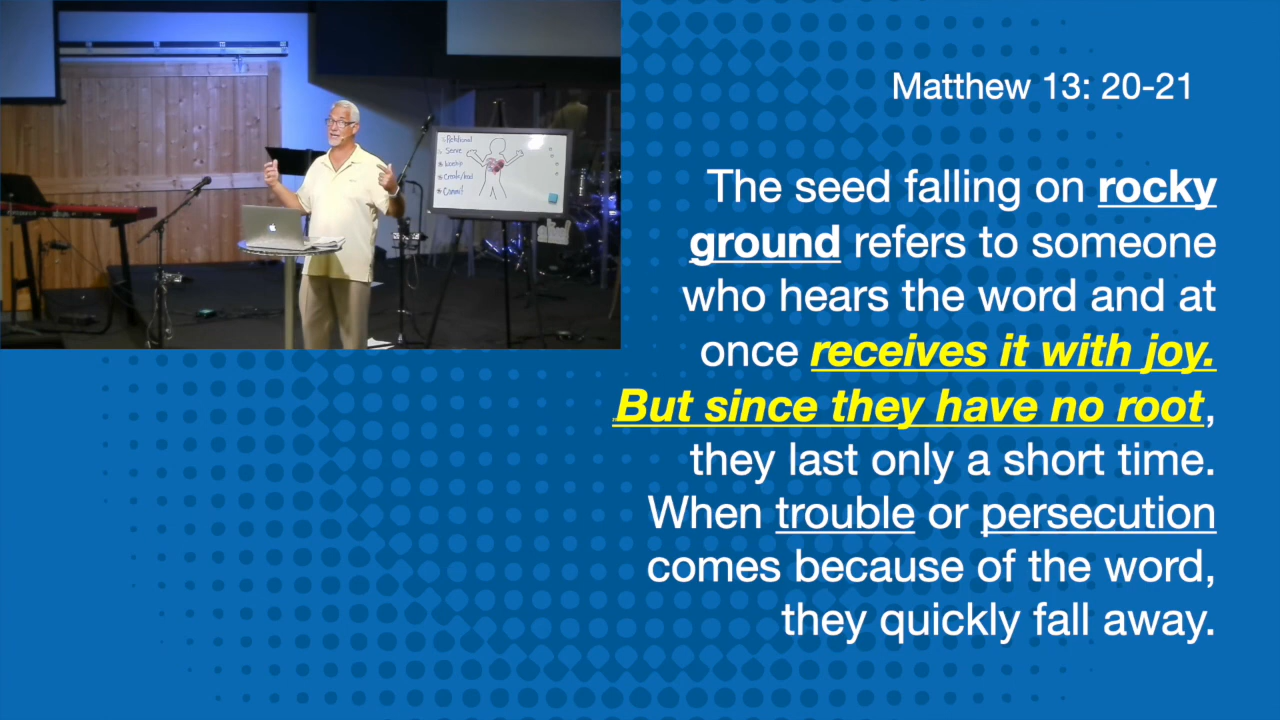 Matthew 13: 20-21
The seed falling on rocky
ground refers to someone
who hears the word and at
once receives it with joy.
But since they have no root,
they last only a short time.
When trouble or persecution
comes because of the word,
they quickly fall away.
Serve